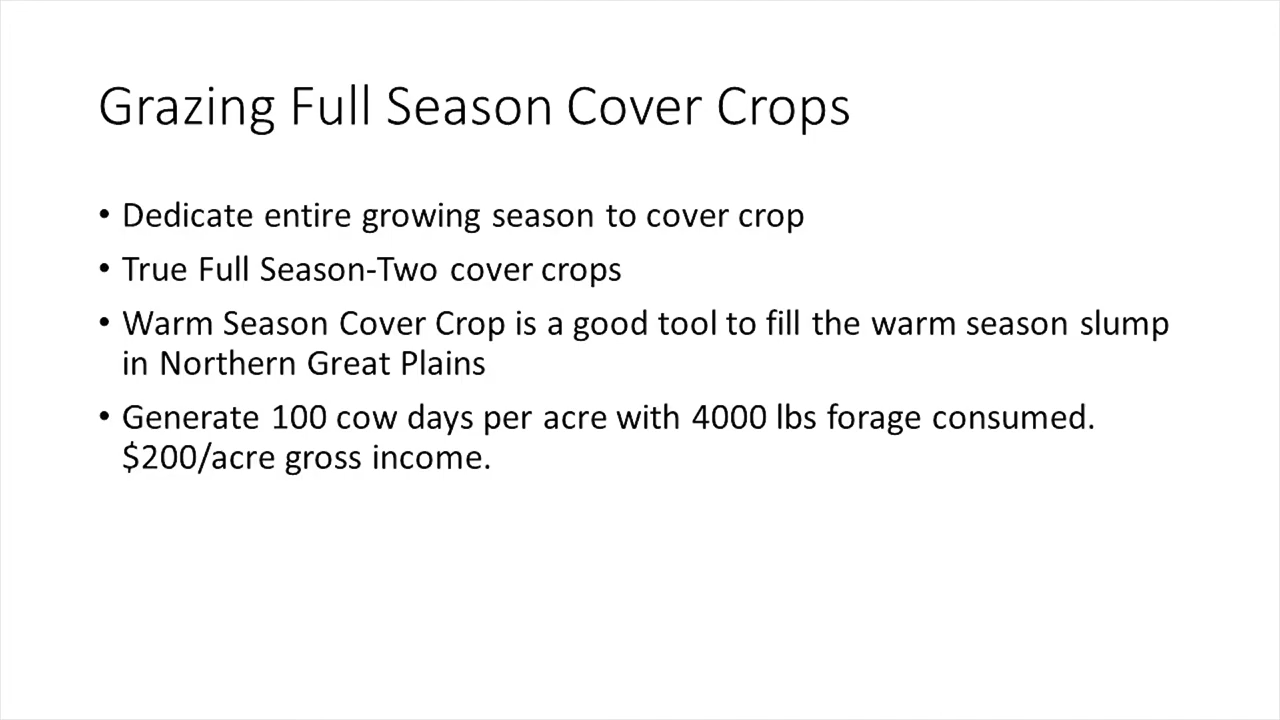 Grazing Full Season Cover Crops
• Dedicate entire growing season to cover crop
• True Full Season-Two cover crops
• Warm Season Cover Crop is a good tool to fill the warm season slump
in Northern Great Plains
• Generate 100 cow days per acre with 4000 lbs forage consumed.
$200/acre gross income.